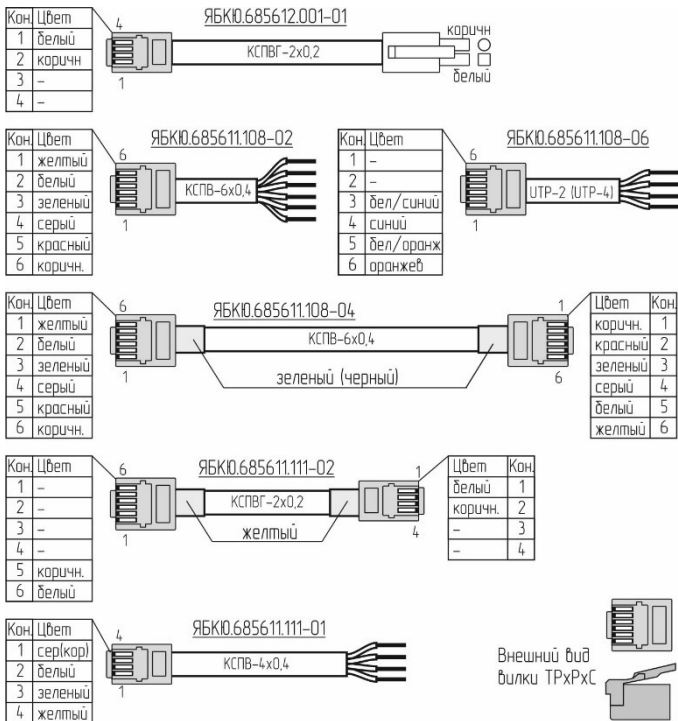 ЯБКЮ.685612.001-01
Кон. Цвет
1 белый
2 коричн
3 –
4 –
4
1
КСПВГ-2х0,2
коричн
белый
ЯБКЮ.685611.108-02
Кон. Цвет
1 желтый
2 белый
3 зеленый
4 серый
5 красный
6 коричн.
6
1
КСПВ-6х0,4
ЯБКЮ.685611.108-06
Кон. Цвет
1 –
2 –
3 бел/синий
4 синий
5 бел/оранж
6 оранжев
6
1
UTP-2 (UTP-4)
ЯБКЮ.685611.108-04
Кон. Цвет
1 желтый
2 белый
3 зеленый
4 серый
5 красный
6 коричн.
6
1
КСПВ-6х0,4
зеленый (черный)
1
6
Цвет Кон.
коричн. 1
красный 2
зеленый 3
серый 4
белый 5
желтый 6
ЯБКЮ.685611.111-02
Кон. Цвет
1 –
2 –
3 –
4 –
5 коричн.
6 белый
6
1
КСПВГ-2х0,2
желтый
1
4
Цвет Кон.
белый 1
коричн. 2
– 3
– 4
ЯБКЮ.685611.111-01
Кон. Цвет
1 сер(кор)
2 белый
3 зеленый
4 желтый
4
1
КСПВ-4х0,4
Внешний вид
вилки TPxPxC